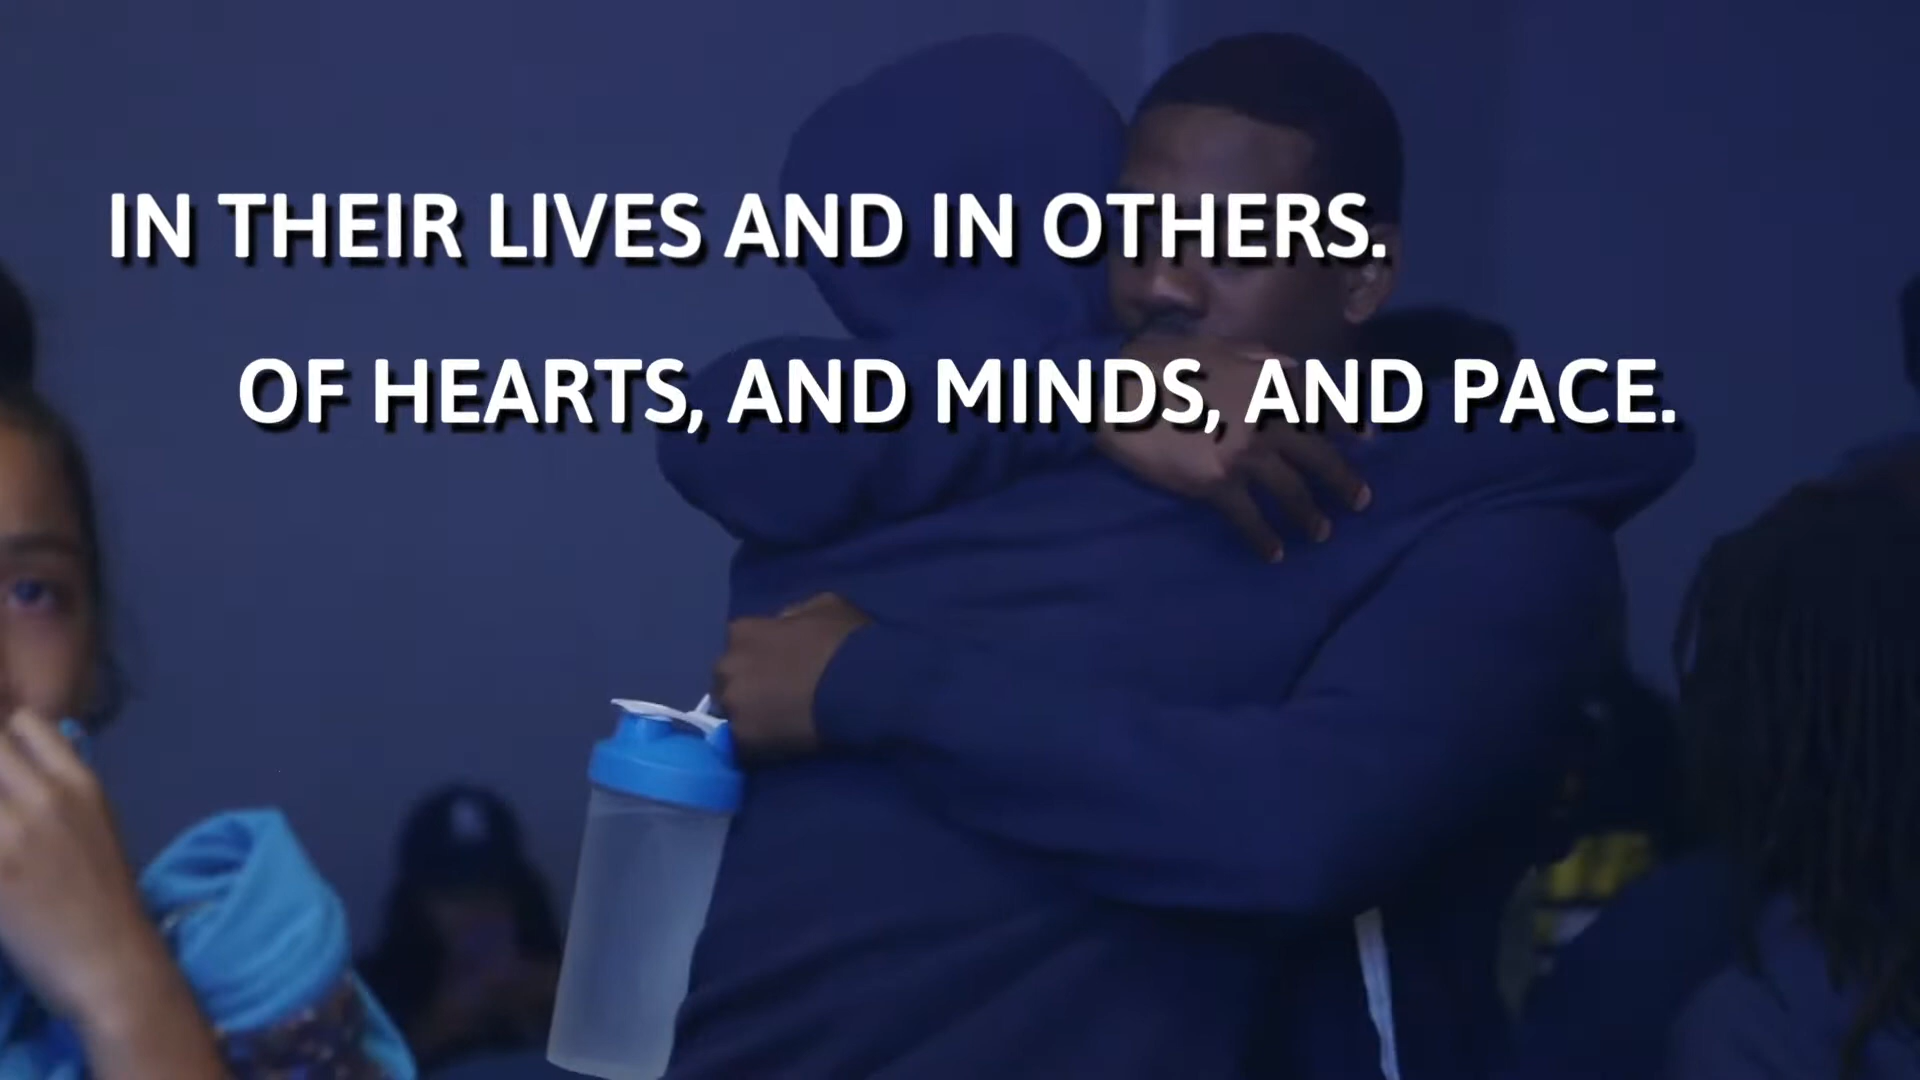 IN THEIR LIVES AND IN OTHERS.
OF HEARTS, AND MINDS, AND PACE.